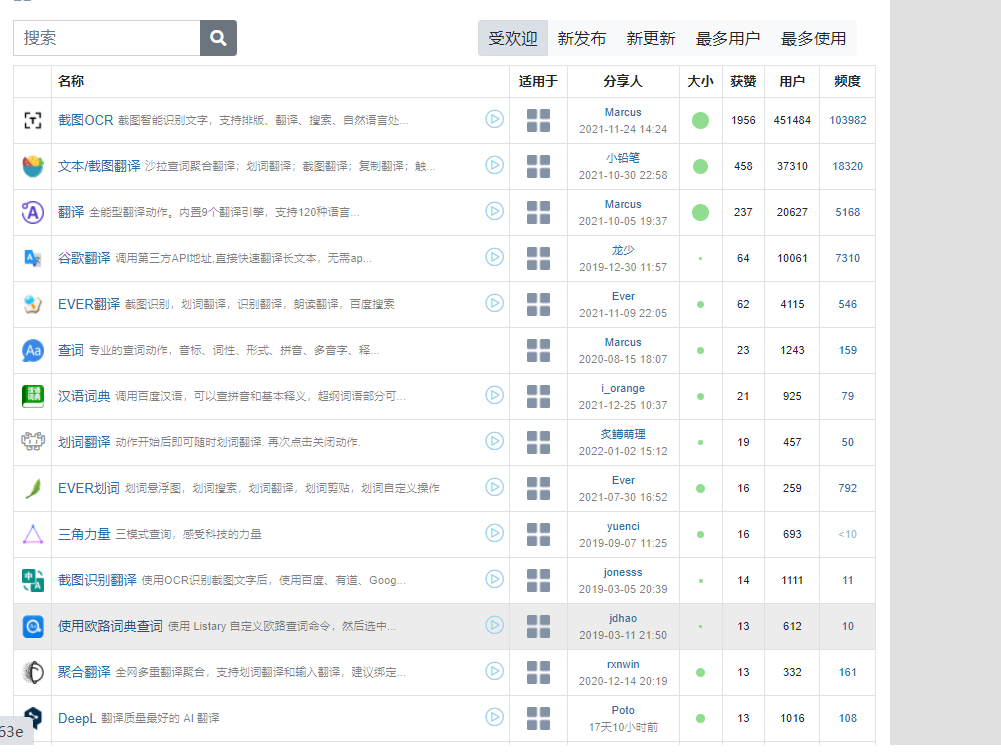 搜索
受欢迎 新发布 新更新 最多用户 最多使用
名称 适用于 分享人 大小 获赞 用户 频度
截图OCR 截图智能识别文字，支持排版、翻译、搜索、自然语言处... Marcus 2021-11-24 14:24 1956 451484 103982
文本/截图翻译 沙拉查词聚合翻译；划词翻译；截图翻译；复制翻译；触... 小铅笔 2021-10-30 22:58 458 37310 18320
翻译 全能型翻译动作。内置9个翻译引擎，支持120种语言... Marcus 2021-10-05 19:37 237 20627 5168
谷歌翻译 调用第三方API地址,直接快速翻译长文本，无需ap... 龙少 2019-12-30 11:57 64 10061 7310
EVER翻译 截图识别，划词翻译，识别翻译，朗读翻译，百度搜索 Ever 2021-11-09 22:05 62 4115 546
查词 专业的查词动作，音标、词性、形式、拼音、多音字、释... Marcus 2020-08-15 18:07 23 1243 159
汉语词典 调用百度汉语，可以查拼音和基本释义，超纲词语部分可... i_orange 2021-12-25 10:37 21 925 79
划词翻译 动作开始后即可随时划词翻译. 再次点击关闭动作. 炙鳝萌理 2022-01-02 15:12 19 457 50
EVER划词 划词悬浮图，划词搜索，划词翻译，划词剪贴，划词自定义操作 Ever 2021-07-30 16:52 16 259 792
三角力量 三模式查询，感受科技的力量 yuenci 2019-09-07 11:25 16 693 <10
截图识别翻译 使用OCR识别截图文字后，使用百度、有道、Goog... jonesss 2019-03-05 20:39 14 1111 11
使用欧路词典查词 使用 Listary 自定义欧路查词命令，然后选中... jdhao 2019-03-11 21:50 13 612 10
聚合翻译 全网多重翻译聚合，支持划词翻译和输入翻译，建议绑定... rxnwin 2020-12-14 20:19 13 332 161
DeepL 翻译质量最好的 AI 翻译 Poto 17天10小时前 13 1016 108
63e